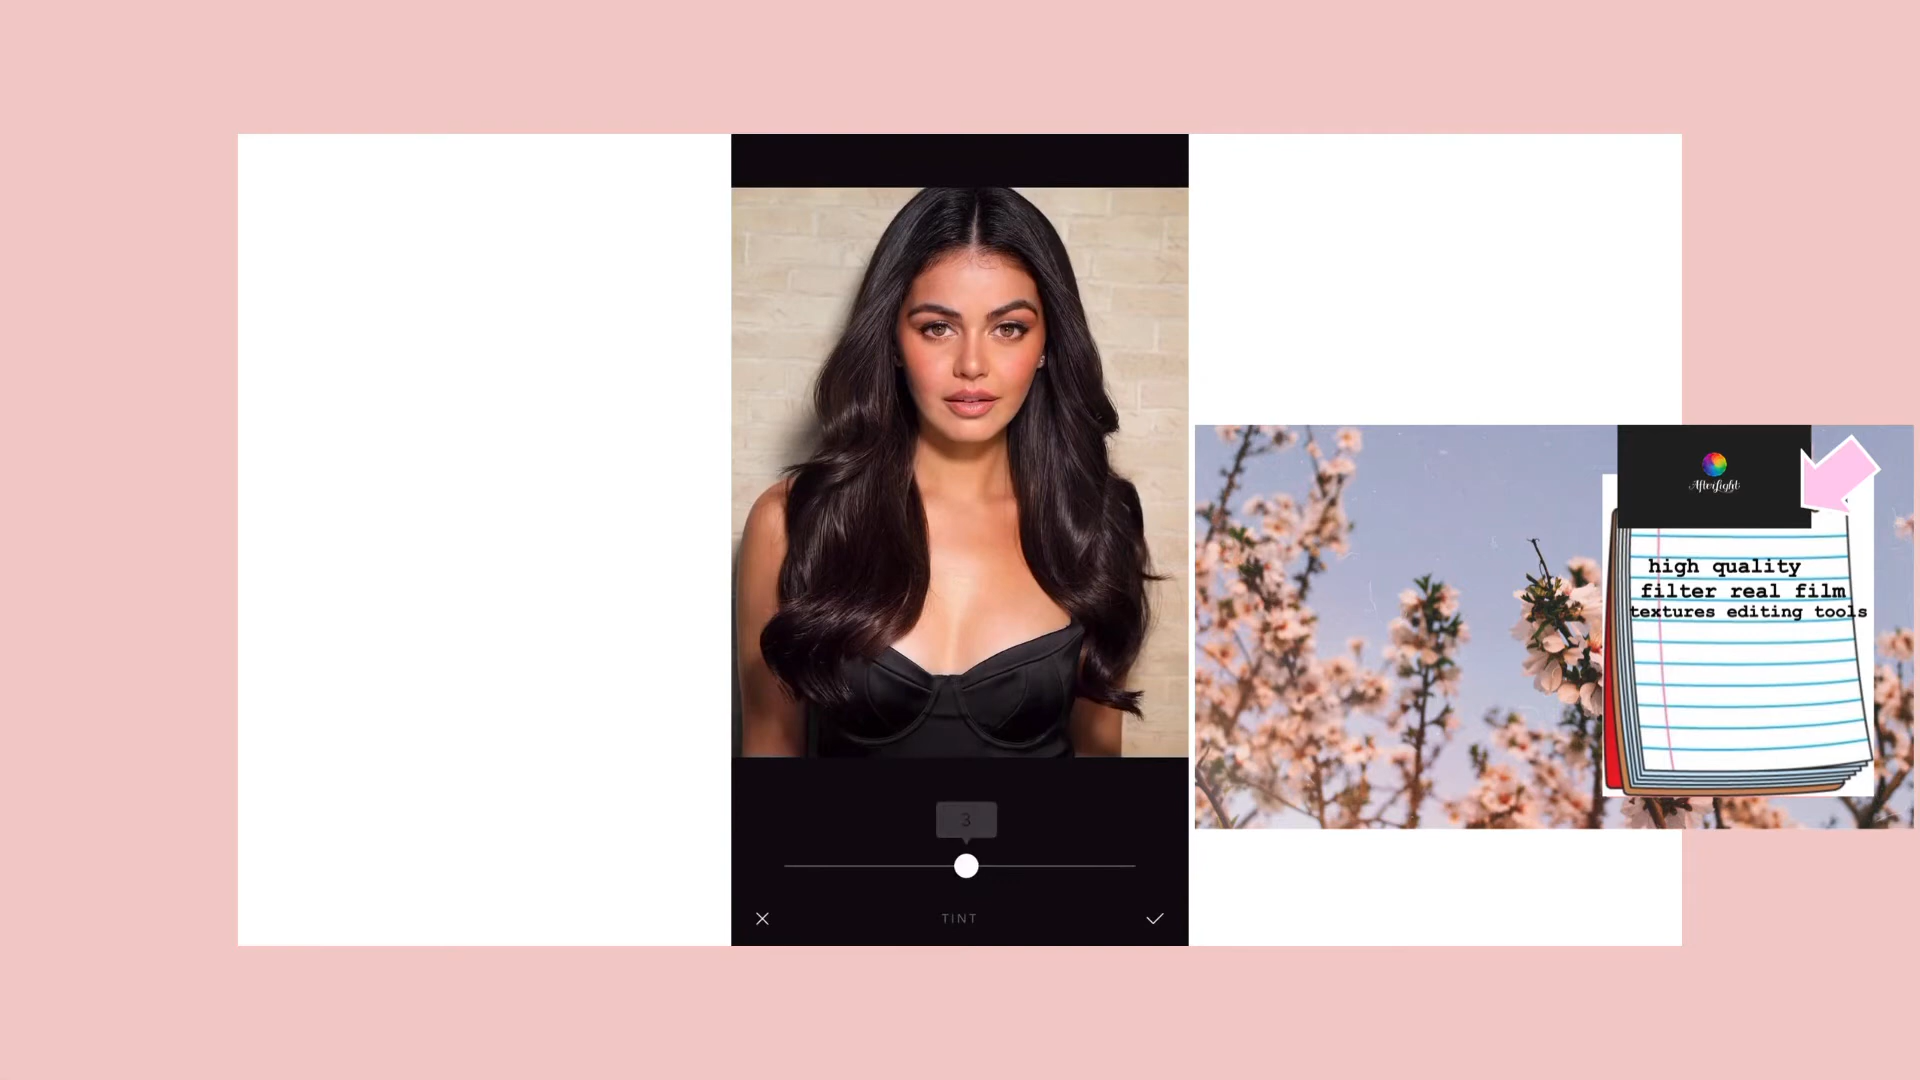 3
TINT
Afterlight
high quality
filter real film
textures editing tools